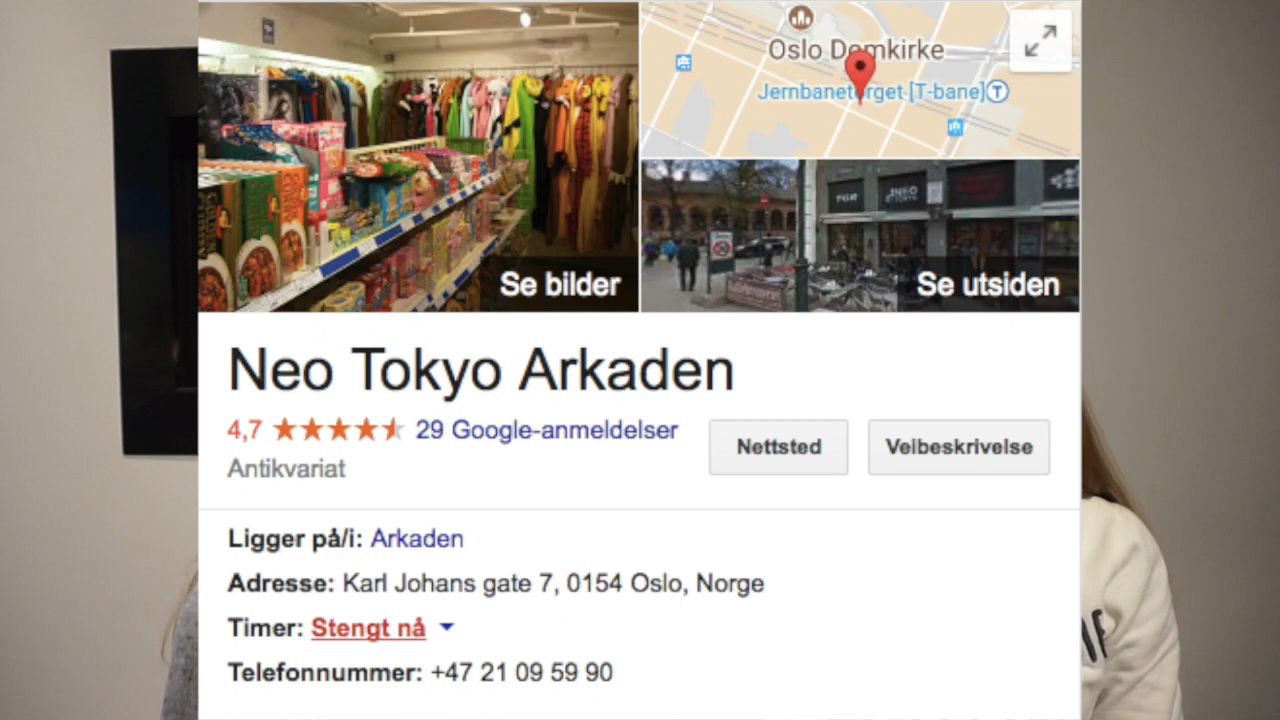 Oslo Domkirke
Jernbanetorget [T-bane]
T
Se bilder
NEO
Se utsiden
Neo Tokyo Arkaden
4,7
29 Google-anmeldelser
Nettsted
Velbeskrivelse
Antikvariat
Ligger på/i: Arkaden
Adresse: Karl Johans gate 7, 0154 Oslo, Norge
Timer: Stengt nå
Telefonnummer: +47 21 09 59 90